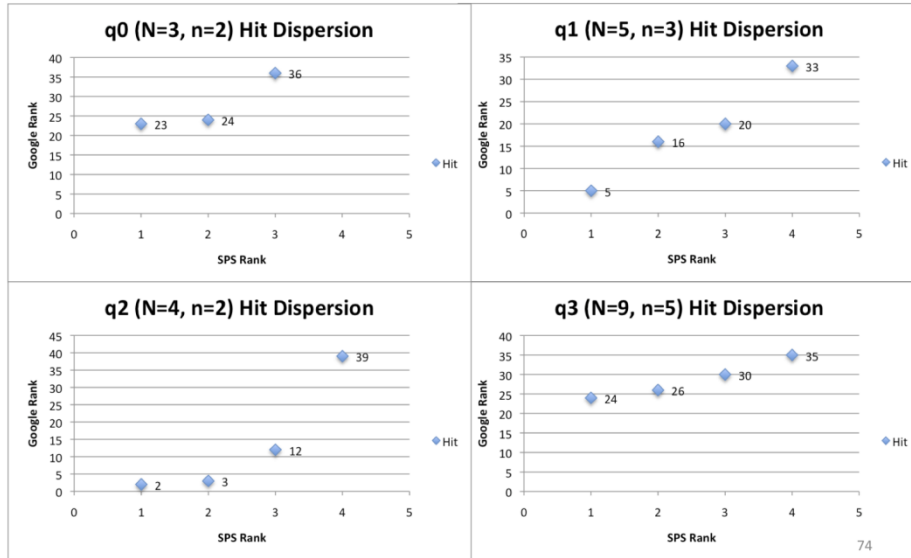 q0 (N=3, n=2) Hit Dispersion
40
35
30
25
20
15
10
5
0
Google Rank
23
24
36
Hit
0 1 2 3 4 5
SPS Rank
q1 (N=5, n=3) Hit Dispersion
35
30
25
20
15
10
5
0
Google Rank
5
16
20
33
Hit
0 1 2 3 4 5
SPS Rank
q2 (N=4, n=2) Hit Dispersion
45
40
35
30
25
20
15
10
5
0
Google Rank
2
3
12
39
Hit
0 1 2 3 4 5
SPS Rank
q3 (N=9, n=5) Hit Dispersion
40
35
30
25
20
15
10
5
0
Google Rank
24
26
30
35
Hit
0 1 2 3 4 5
SPS Rank
74